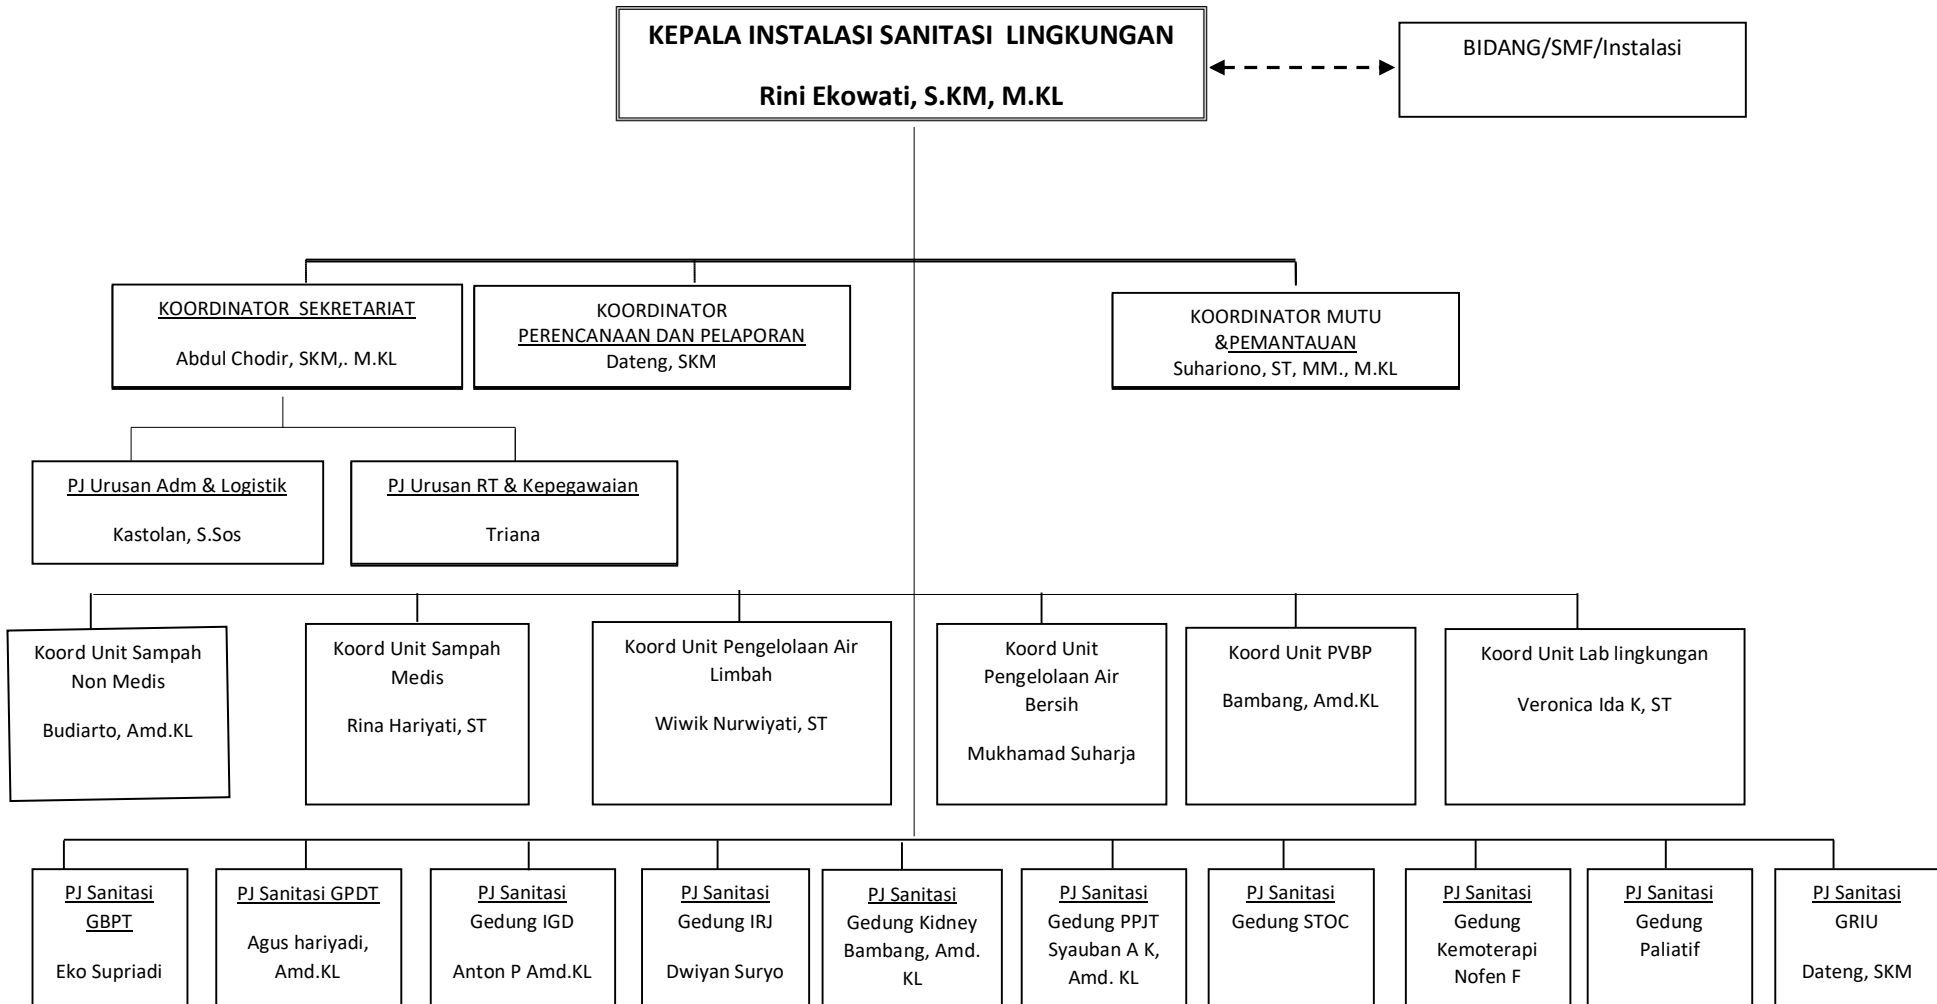 KEPALA INSTALASI SANITASI LINGKUNGAN
Rini Ekowati, S.KM, M.KL
BIDANG/SMF/Instalasi
KOORDINATOR SEKRETARIAT
Abdul Chodir, SKM,. M.KL
KOORDINATOR
PERENCANAAN DAN PELAPORAN
Dateng, SKM
KOORDINATOR MUTU
&PEMANTAUAN
Suhariono, ST, MM., M.KL
PJ Urusan Adm & Logistik
Kastolan, S.Sos
PJ Urusan RT & Kepegawaian
Triana
Koord Unit Sampah
Non Medis
Budiarto, Amd.KL
Koord Unit Sampah
Medis
Rina Hariyati, ST
Koord Unit Pengelolaan Air
Limbah
Wiwik Nurwiyati, ST
Koord Unit
Pengelolaan Air
Bersih
Mukhamad Suharja
Koord Unit PVBP
Bambang, Amd.KL
Koord Unit Lab lingkungan
Veronica Ida K, ST
PJ Sanitasi
GBPT
Eko Supriadi
PJ Sanitasi GPDT
Agus hariyadi,
Amd.KL
PJ Sanitasi
Gedung IGD
Anton P Amd.KL
PJ Sanitasi
Gedung IRJ
Dwiyan Suryo
PJ Sanitasi
Gedung Kidney
Bambang, Amd.
KL
PJ Sanitasi
Gedung PPJT
Syauban A K,
Amd. KL
PJ Sanitasi
Gedung STOC
PJ Sanitasi
Gedung
Kemoterapi
Nofen F
PJ Sanitasi
Gedung
Paliatif
PJ Sanitasi
GRIU
Dateng, SKM